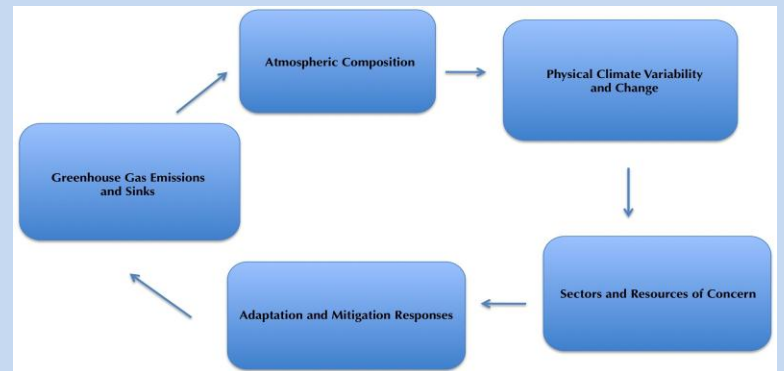 Atmospheric Composition
Physical Climate Variability
and Change
Greenhouse Gas Emissions
and Sinks
Sectors and Resources of Concern
Adaptation and Mitigation Responses